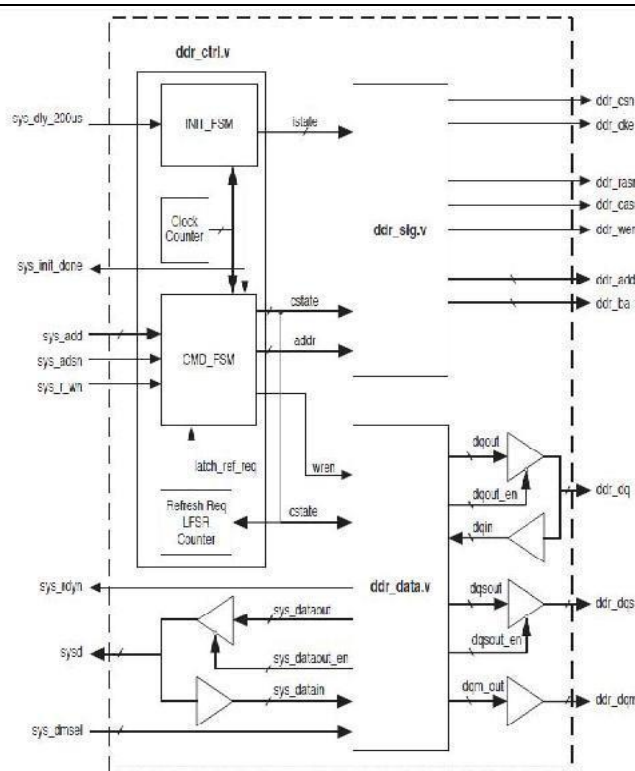 ddr_ctrl.v
sys_dly_200us
INIT_FSM
istate
Clock
Counter
sys_init_done
sys_add
sys_adsn
sys_r_wn
CMD_FSM
cstate
addr
latch_ref_req
wren
Refresh Req
LFSR
Counter
cstate
sys_rdyn
sysd
sys_dataout
sys_dataout_en
sys_datain
sys_dmsel
ddr_sig.v
ddr_csn
ddr_cke
ddr_rasn
ddr_cas
ddr_wen
ddr_add
ddr_ba
ddr_data.v
dqout
dqout_en
dqin
ddr_dq
dqsout
dqsout_en
ddr_dqs
dqm_out
ddr_dqm